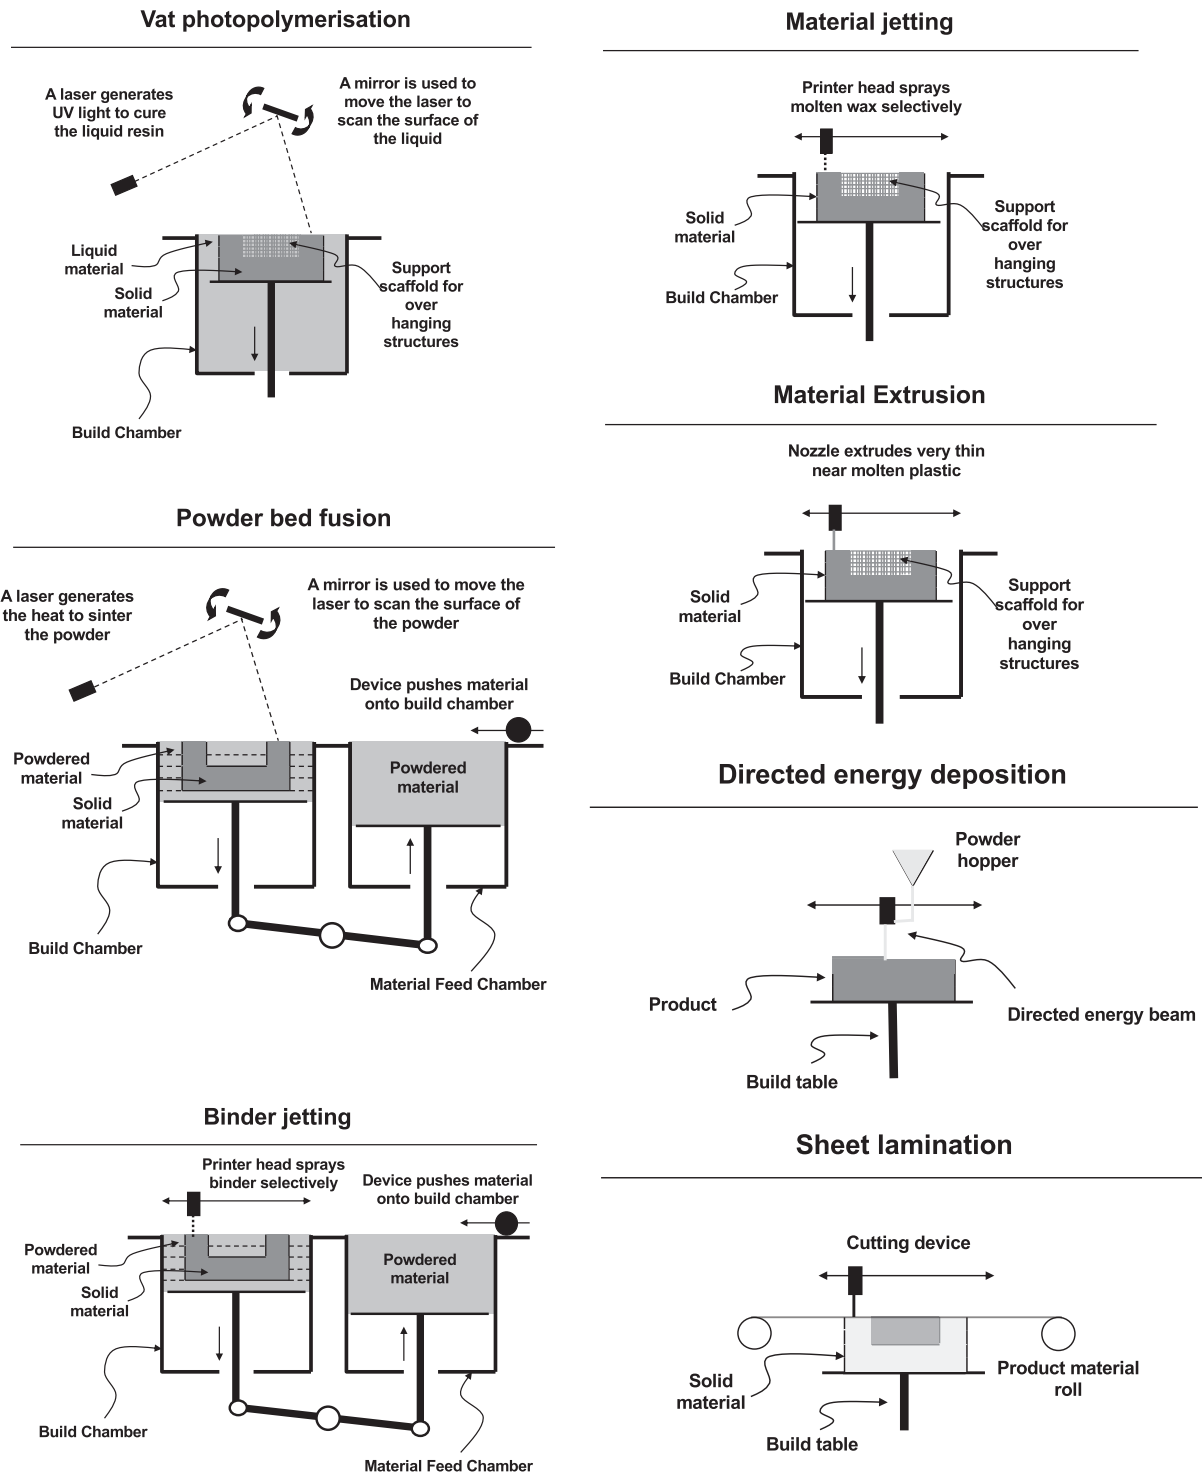 Vat photopolymerisation
A laser generates
UV light to cure
the liquid resin
A mirror is used to
move the laser to
scan the surface of
the liquid
Liquid
material
Solid
material
Support
scaffold for
over
hanging
structures
Build Chamber
Powder bed fusion
A laser generates
the heat to sinter
the powder
A mirror is used to move the
laser to scan the surface of
the powder
Device pushes material
onto build chamber
Powdered
material
Solid
material
Powdered
material
Build Chamber
Material Feed Chamber
Binder jetting
Printer head sprays
binder selectively
Device pushes material
onto build chamber
Powdered
material
Solid
material
Powdered
material
Build Chamber
Material Feed Chamber
Material jetting
Printer head sprays
molten wax selectively
Solid
material
Support
scaffold for
over
hanging
structures
Build Chamber
Material Extrusion
Nozzle extrudes very thin
near molten plastic
Solid
material
Support
scaffold for
over
hanging
structures
Build Chamber
Directed energy deposition
Powder
hopper
Product
Directed energy beam
Build table
Sheet lamination
Cutting device
Solid
material
Product material
roll
Build table